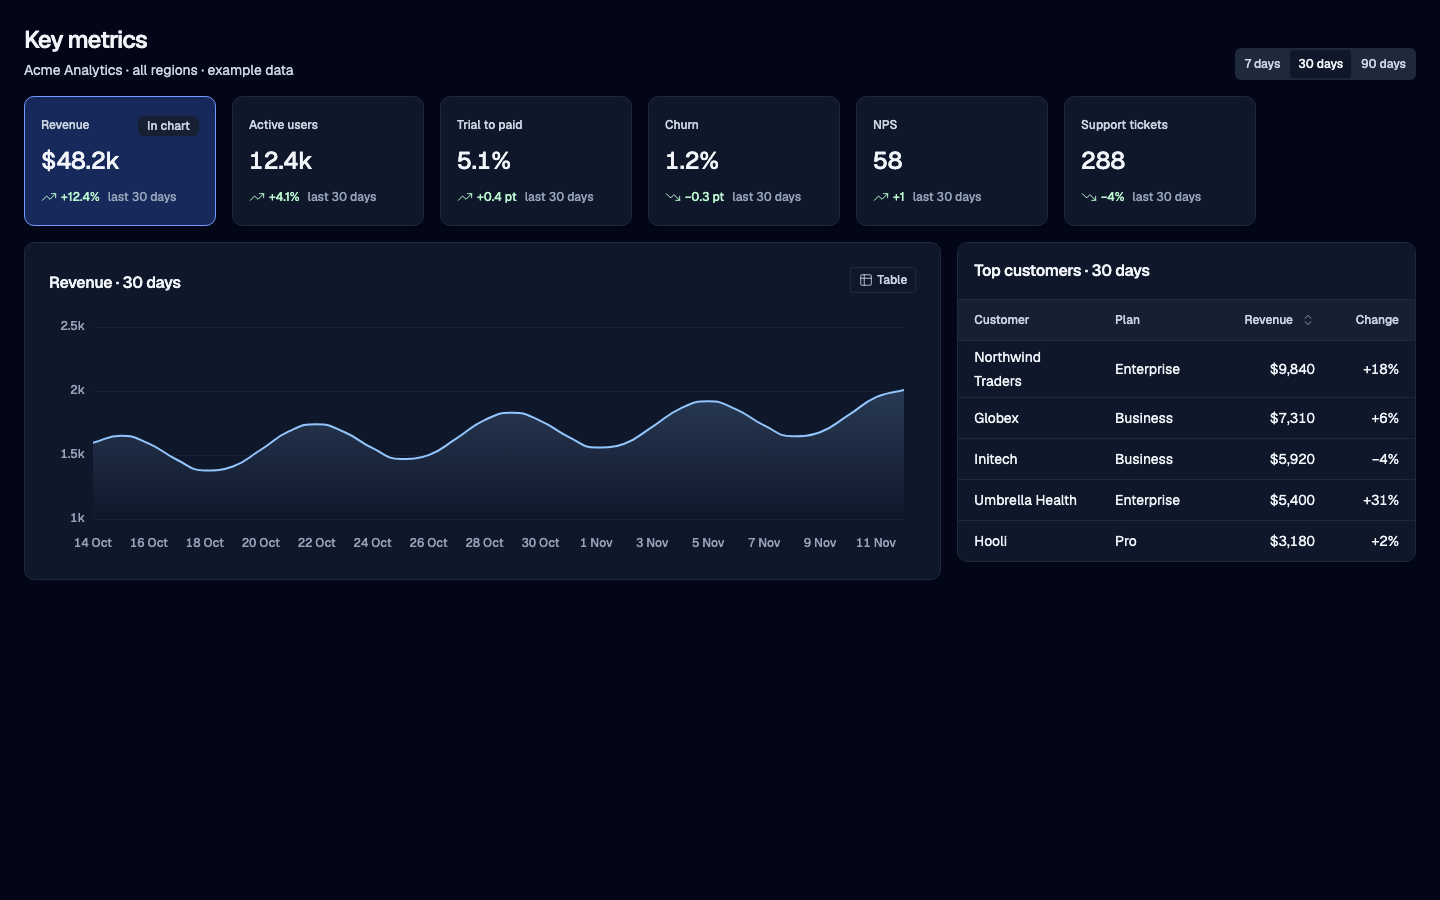 Key metrics
Acme Analytics · all regions · example data
7 days 30 days 90 days
Revenue In chart
$48.2k
+12.4% last 30 days
Active users
12.4k
+4.1% last 30 days
Trial to paid
5.1%
+0.4 pt last 30 days
Churn
1.2%
−0.3 pt last 30 days
NPS
58
+1 last 30 days
Support tickets
288
−4% last 30 days
Revenue · 30 days
Table
2.5k
2k
1.5k
1k
14 Oct 16 Oct 18 Oct 20 Oct 22 Oct 24 Oct 26 Oct 28 Oct 30 Oct 1 Nov 3 Nov 5 Nov 7 Nov 9 Nov 11 Nov
Top customers · 30 days
Customer Plan Revenue Change
Northwind
Traders Enterprise $9,840 +18%
Globex Business $7,310 +6%
Initech Business $5,920 −4%
Umbrella Health Enterprise $5,400 +31%
Hooli Pro $3,180 +2%